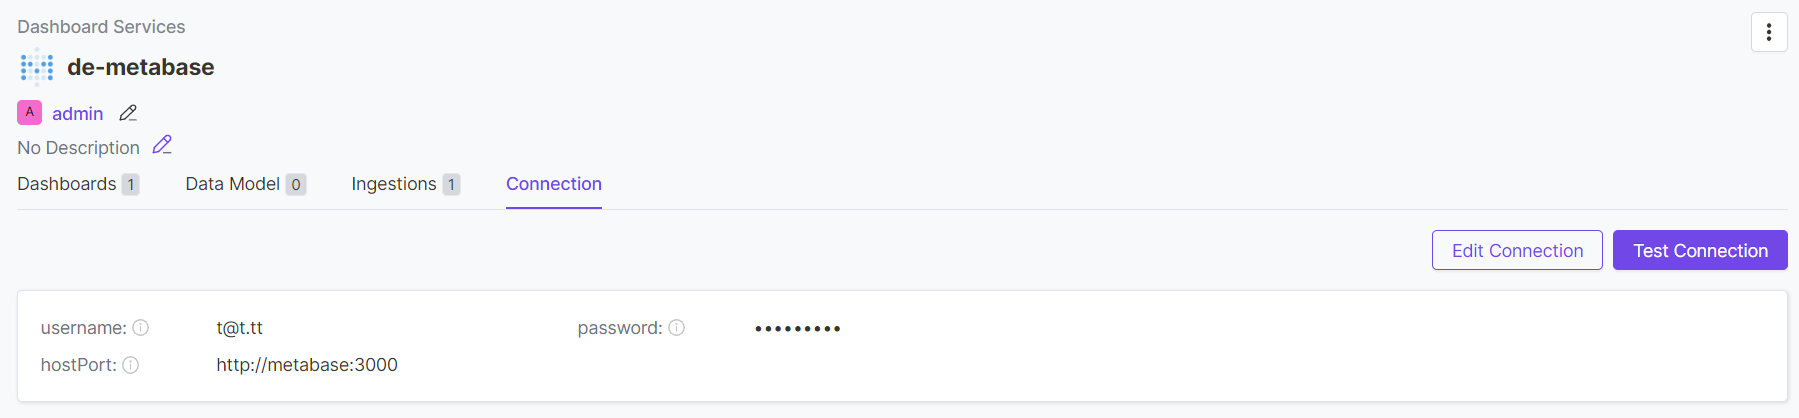 Dashboard Services
de-metabase
A admin
No Description
Dashboards 1 Data Model 0 Ingestions 1 Connection
Edit Connection Test Connection
username: t@t.tt password: •••••••••
hostPort: http://metabase:3000